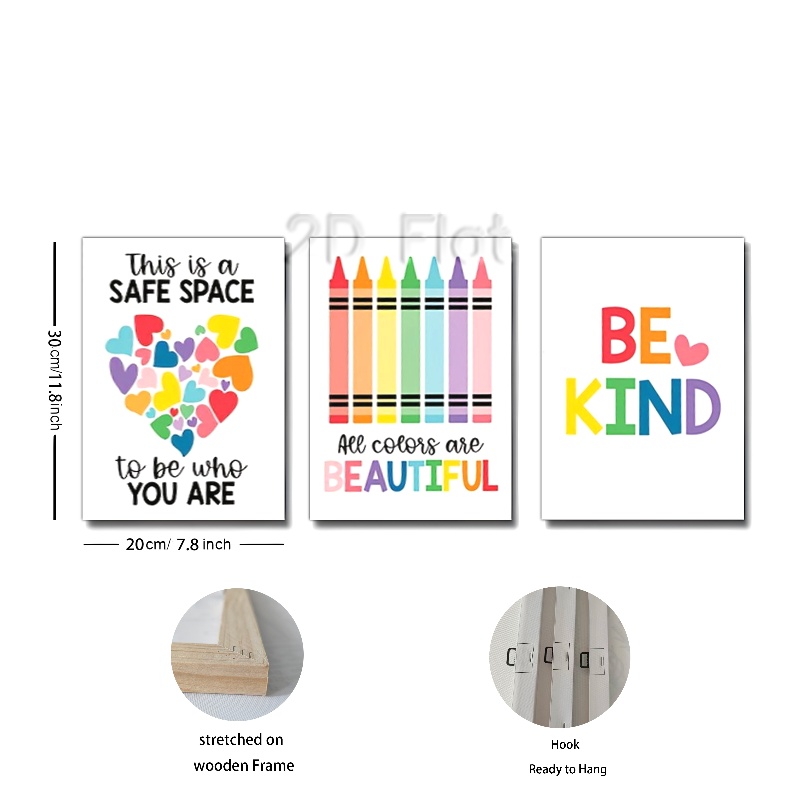 2D Flat
This is a
SAFE SPACE
to be who
YOU ARE
All colors are
BEAUTIFUL
BE
KIND
30cm/11.8inch
20cm/ 7.8 inch
stretched on
wooden Frame
Hook
Ready to Hang